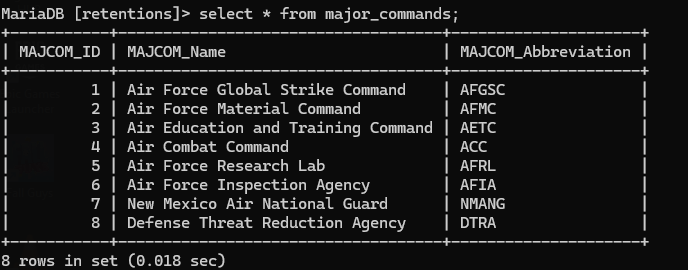 MariaDB [retentions]> select * from major_commands;
+-----------+------------------------------------+---------------------+
| MAJCOM_ID | MAJCOM_Name                        | MAJCOM_Abbreviation |
+-----------+------------------------------------+---------------------+
|         1 | Air Force Global Strike Command    | AFGSC               |
|         2 | Air Force Material Command         | AFMC                |
|         3 | Air Education and Training Command | AETC                |
|         4 | Air Combat Command                 | ACC                 |
|         5 | Air Force Research Lab             | AFRL                |
|         6 | Air Force Inspection Agency        | AFIA                |
|         7 | New Mexico Air National Guard      | NMANG               |
|         8 | Defense Threat Reduction Agency    | DTRA                |
+-----------+------------------------------------+---------------------+
8 rows in set (0.018 sec)